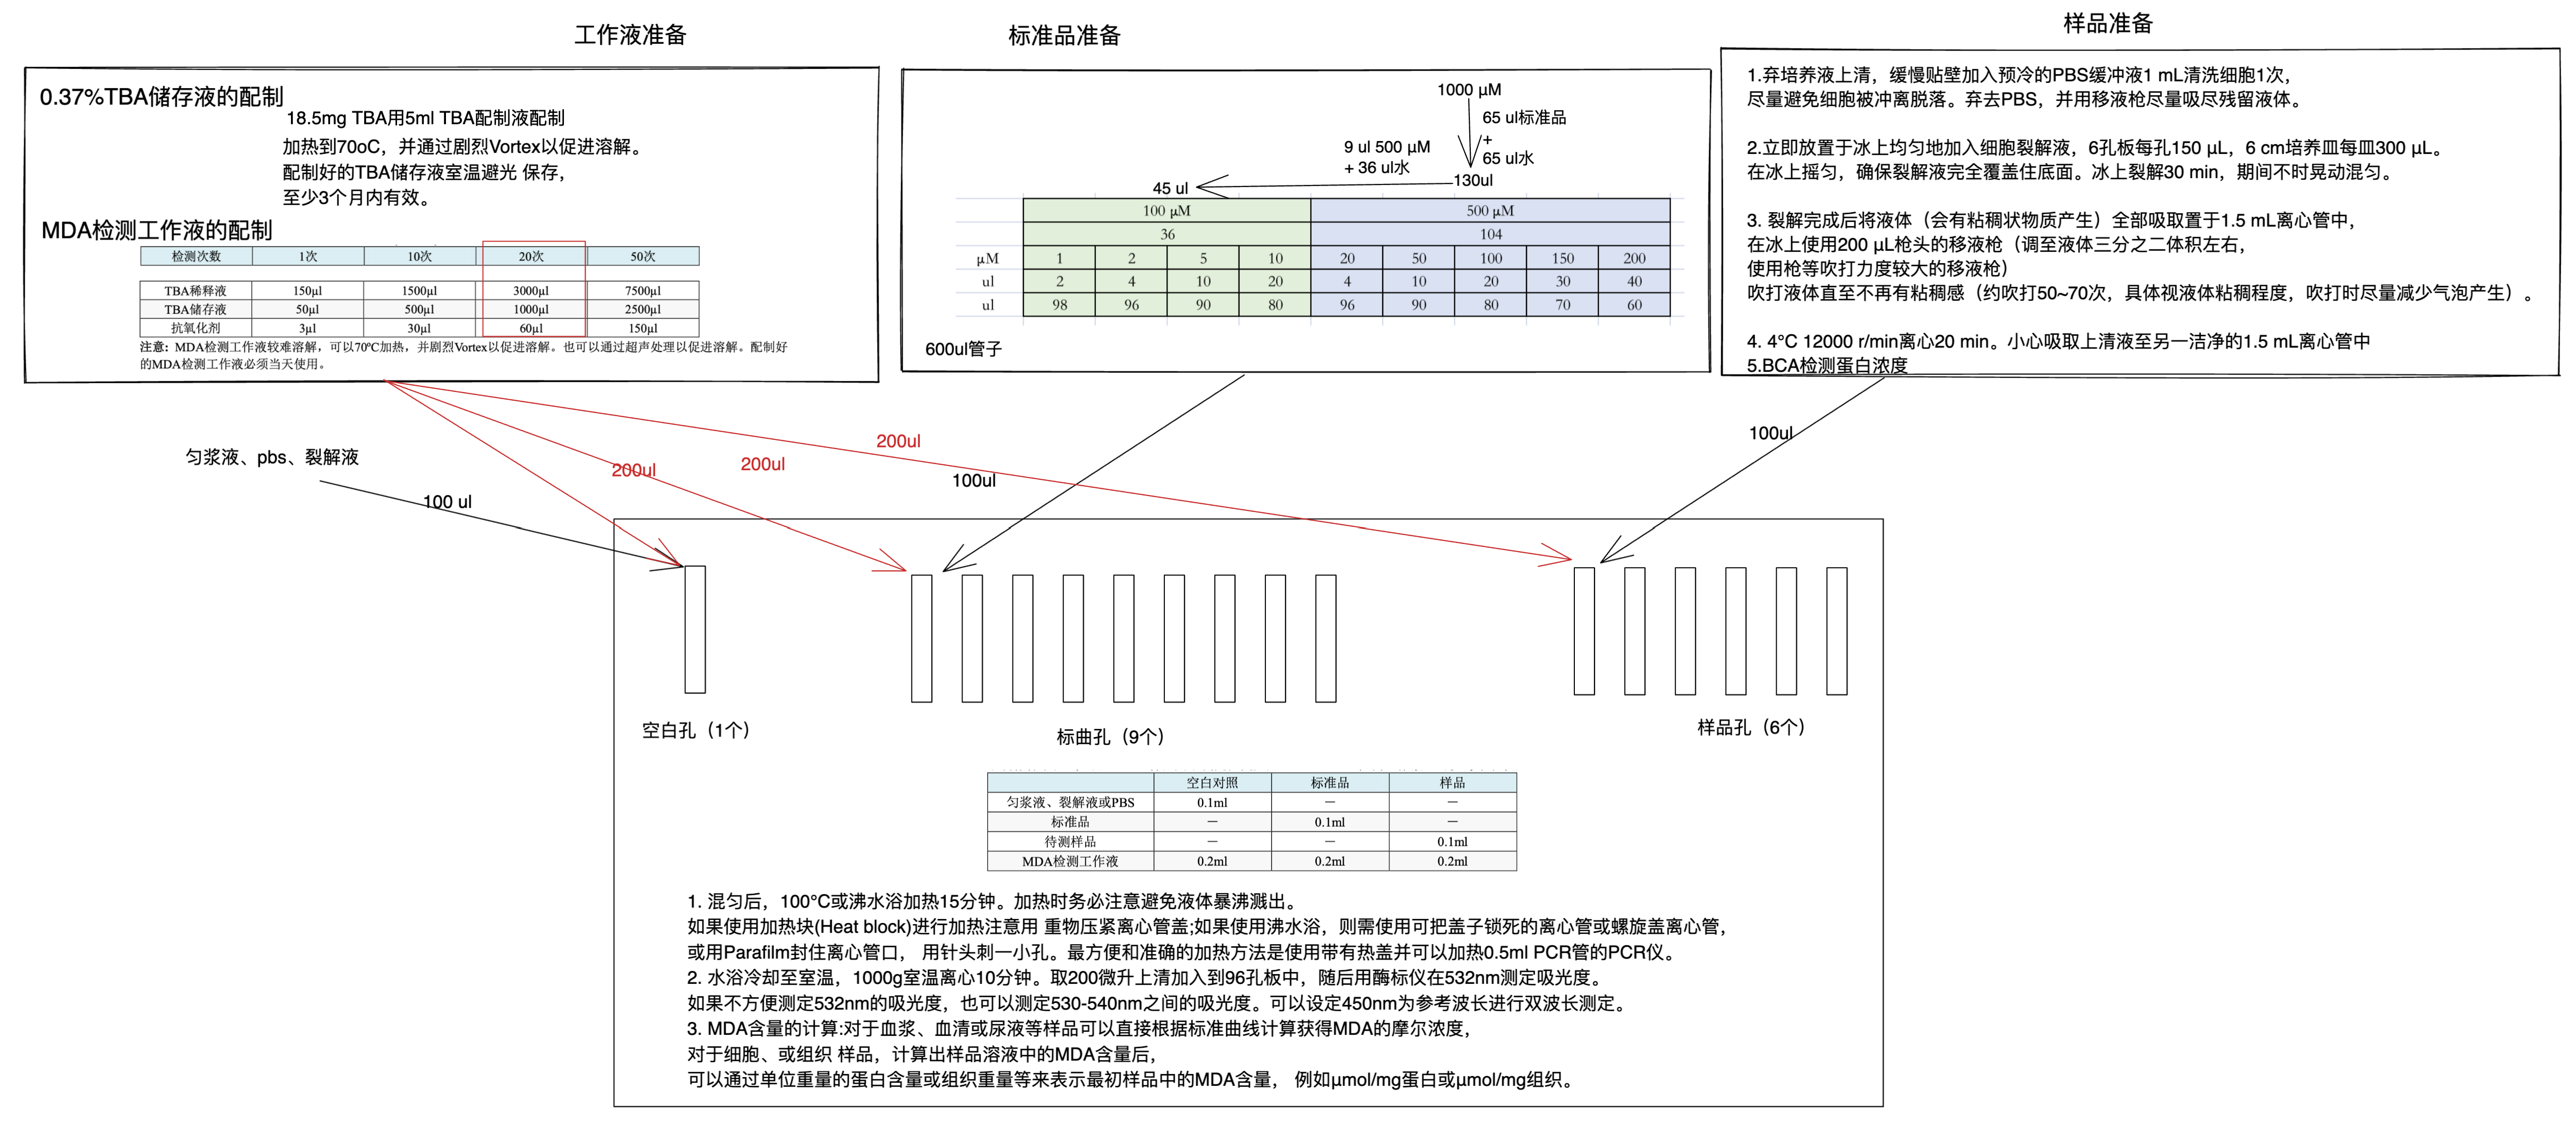 工作液准备
0.37%TBA储存液的配制
18.5mg TBA用5ml TBA配制液配制
加热到70oC，并通过剧烈Vortex以促进溶解。
配制好的TBA储存液室温避光 保存，
至少3个月内有效。
MDA检测工作液的配制
检测次数 1次 10次 20次 50次
TBA稀释液 150μl 1500μl 3000μl 7500μl
TBA储存液 50μl 500μl 1000μl 2500μl
抗氧化剂 3μl 30μl 60μl 150μl
注意：MDA检测工作液较难溶解，可以70ºC加热，并剧烈Vortex以促进溶解。也可以通过超声处理以促进溶解。配制好
的MDA检测工作液必须当天使用。
标准品准备
1000 μM
65 ul标准品
+
65 ul水
9 ul 500 μM
+ 36 ul水
130ul
45 ul
100 μM 500 μM
36 104
μM 1 2 5 10 20 50 100 150 200
ul 2 4 10 20 4 10 20 30 40
ul 98 96 90 80 96 90 80 70 60
600ul管子
样品准备
1.弃培养液上清，缓慢贴壁加入预冷的PBS缓冲液1 mL清洗细胞1次，
尽量避免细胞被冲离脱落。弃去PBS，并用移液枪尽量吸尽残留液体。
2.立即放置于冰上均匀地加入细胞裂解液，6孔板每孔150 μL，6 cm培养皿每皿300 μL。
在冰上摇匀，确保裂解液完全覆盖住底面。冰上裂解30 min，期间不时晃动混匀。
3. 裂解完成后将液体（会有粘稠状物质产生）全部吸取置于1.5 mL离心管中，
在冰上使用200 μL枪头的移液枪（调至液体三分之二体积左右，
使用枪等吹打力度较大的移液枪）
吹打液体直至不再有粘稠感（约吹打50~70次，具体视液体粘稠程度，吹打时尽量减少气泡产生）。
4. 4°C 12000 r/min离心20 min。小心吸取上清液至另一洁净的1.5 mL离心管中
5.BCA检测蛋白浓度
匀浆液、pbs、裂解液
100 ul
200ul
200ul
200ul
100ul
100ul
空白孔（1个）
标曲孔（9个）
样品孔（6个）
空白对照 标准品 样品
匀浆液、裂解液或PBS 0.1ml － －
标准品 － 0.1ml －
待测样品 － － 0.1ml
MDA检测工作液 0.2ml 0.2ml 0.2ml
1. 混匀后，100°C或沸水浴加热15分钟。加热时务必注意避免液体暴沸溅出。
如果使用加热块(Heat block)进行加热注意用 重物压紧离心管盖;如果使用沸水浴，则需使用可把盖子锁死的离心管或螺旋盖离心管，
或用Parafilm封住离心管口， 用针头刺一小孔。最方便和准确的加热方法是使用带有热盖并可以加热0.5ml PCR管的PCR仪。
2. 水浴冷却至室温，1000g室温离心10分钟。取200微升上清加入到96孔板中，随后用酶标仪在532nm测定吸光度。
如果不方便测定532nm的吸光度，也可以测定530-540nm之间的吸光度。可以设定450nm为参考波长进行双波长测定。
3. MDA含量的计算:对于血浆、血清或尿液等样品可以直接根据标准曲线计算获得MDA的摩尔浓度，
对于细胞、或组织 样品，计算出样品溶液中的MDA含量后，
可以通过单位重量的蛋白含量或组织重量等来表示最初样品中的MDA含量， 例如μmol/mg蛋白或μmol/mg组织。